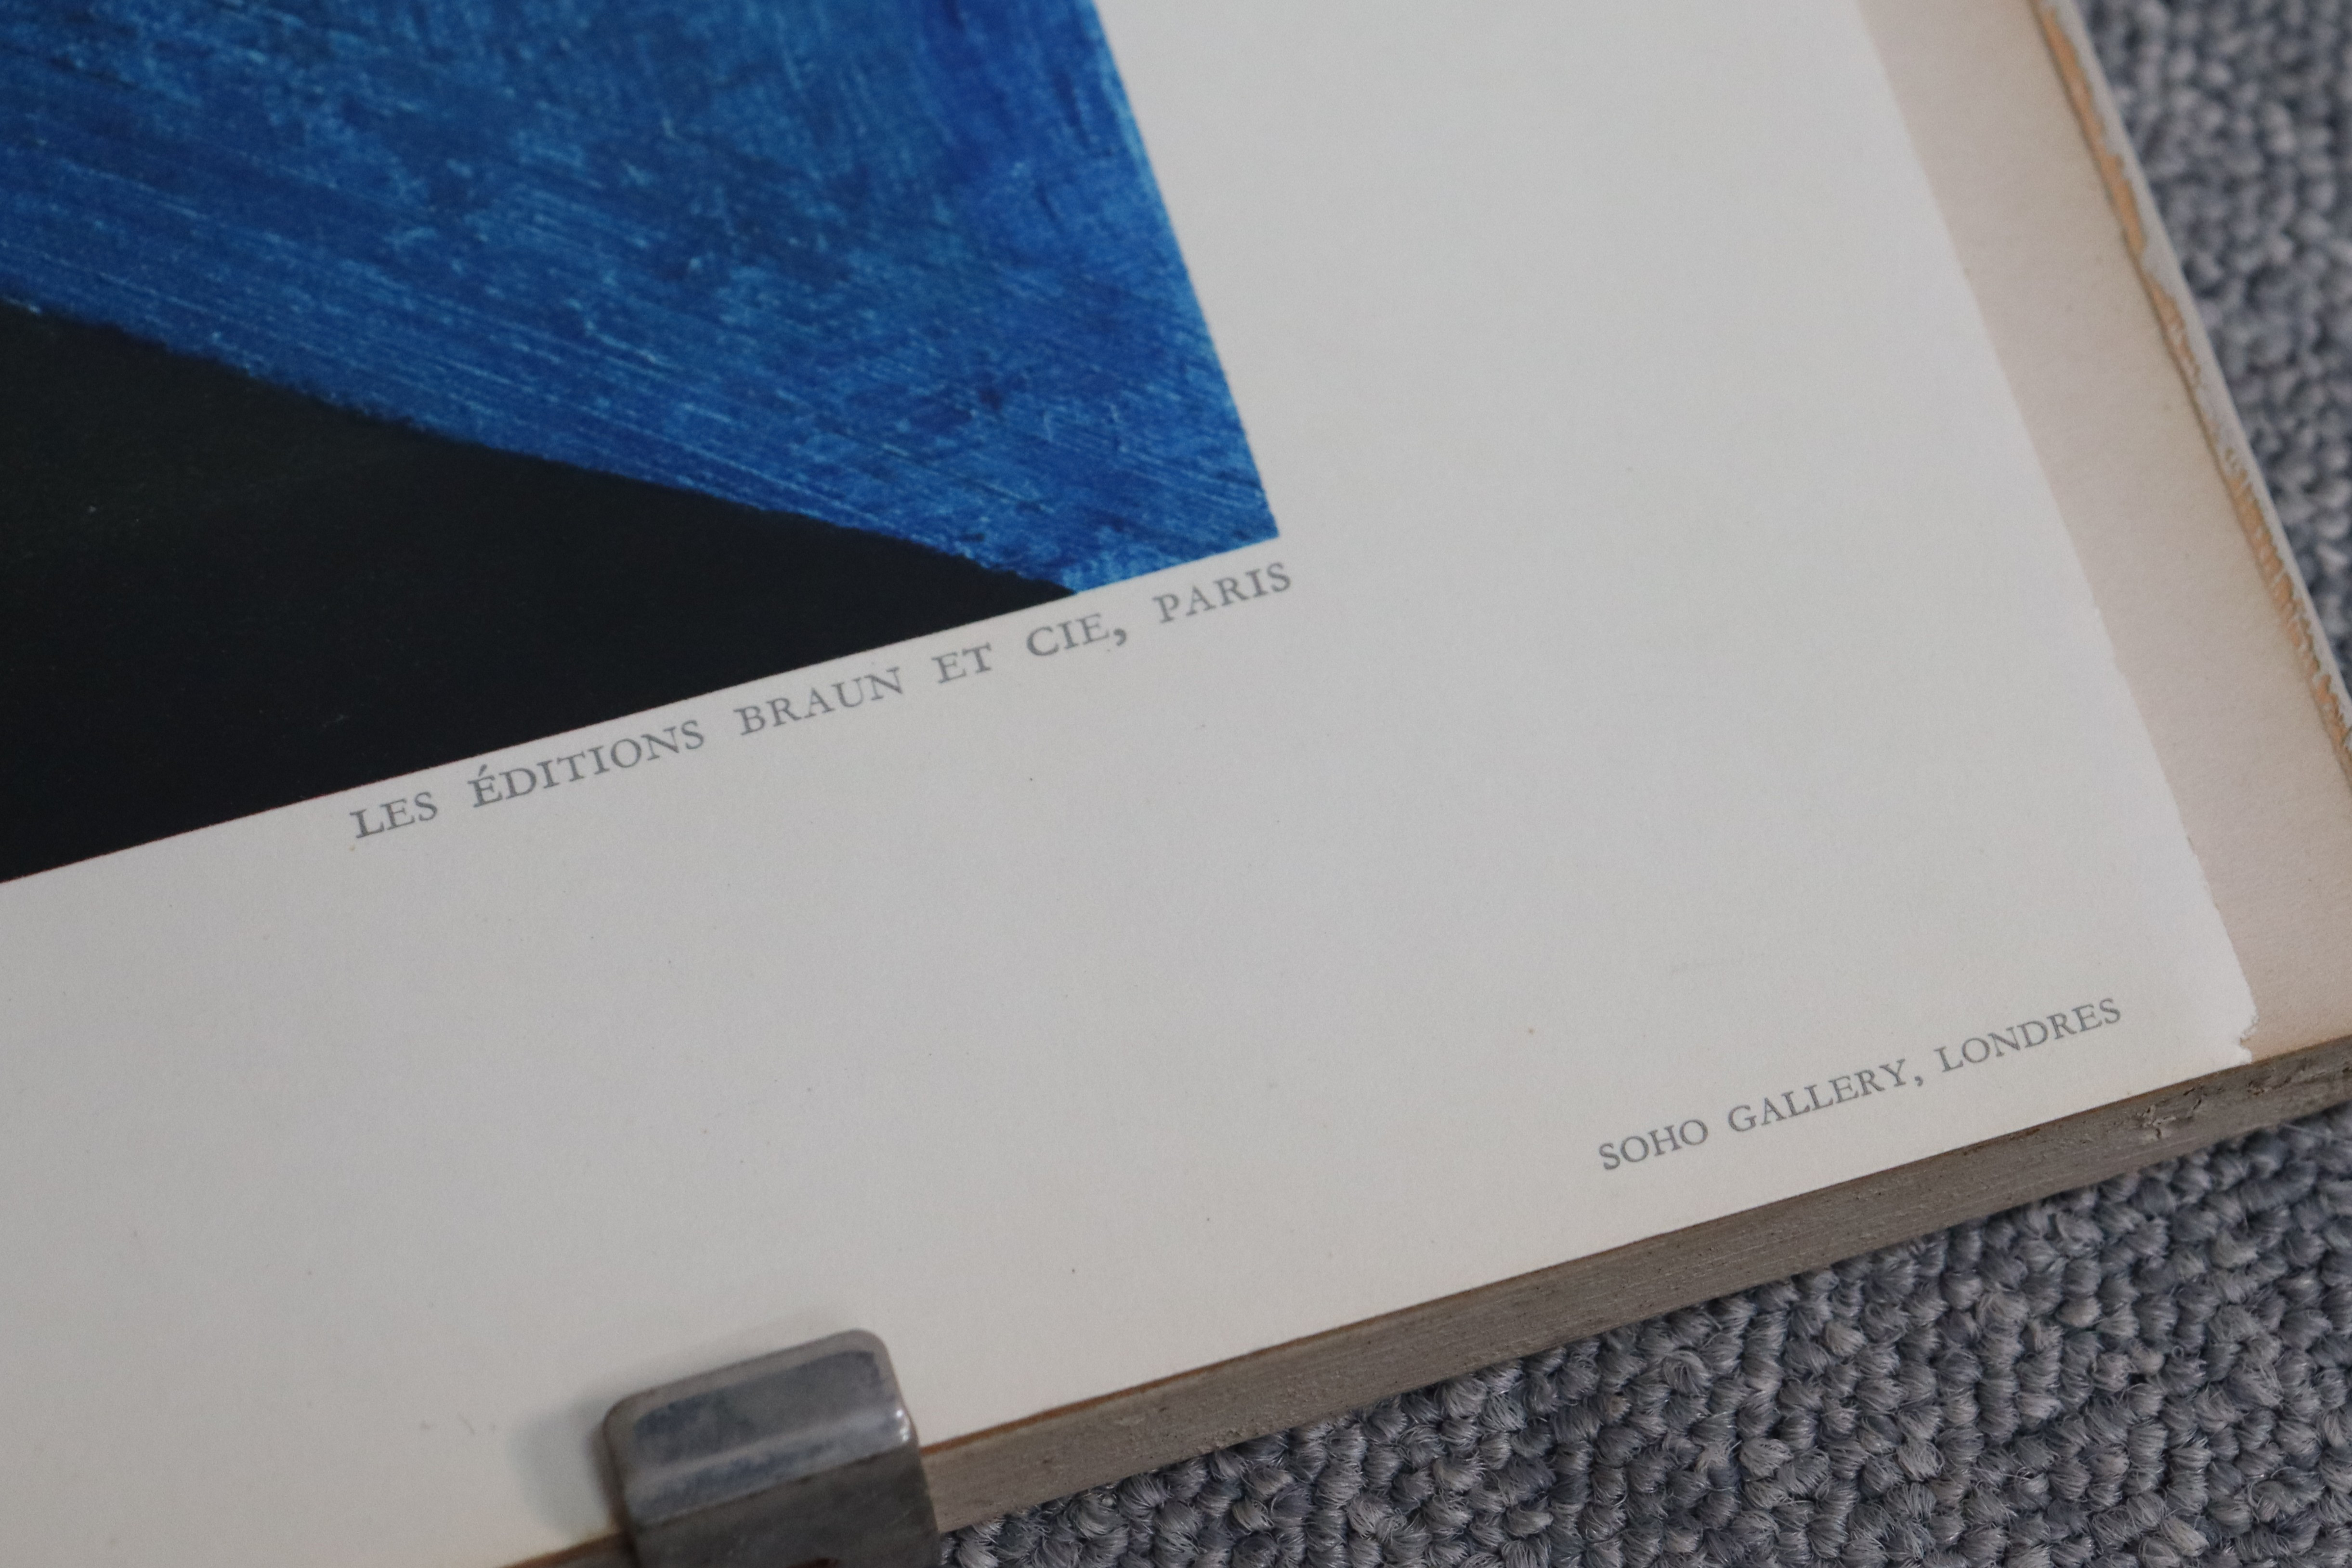 LES ÉDITIONS BRAUN ET CIE, PARIS
SOHO GALLERY, LONDRES